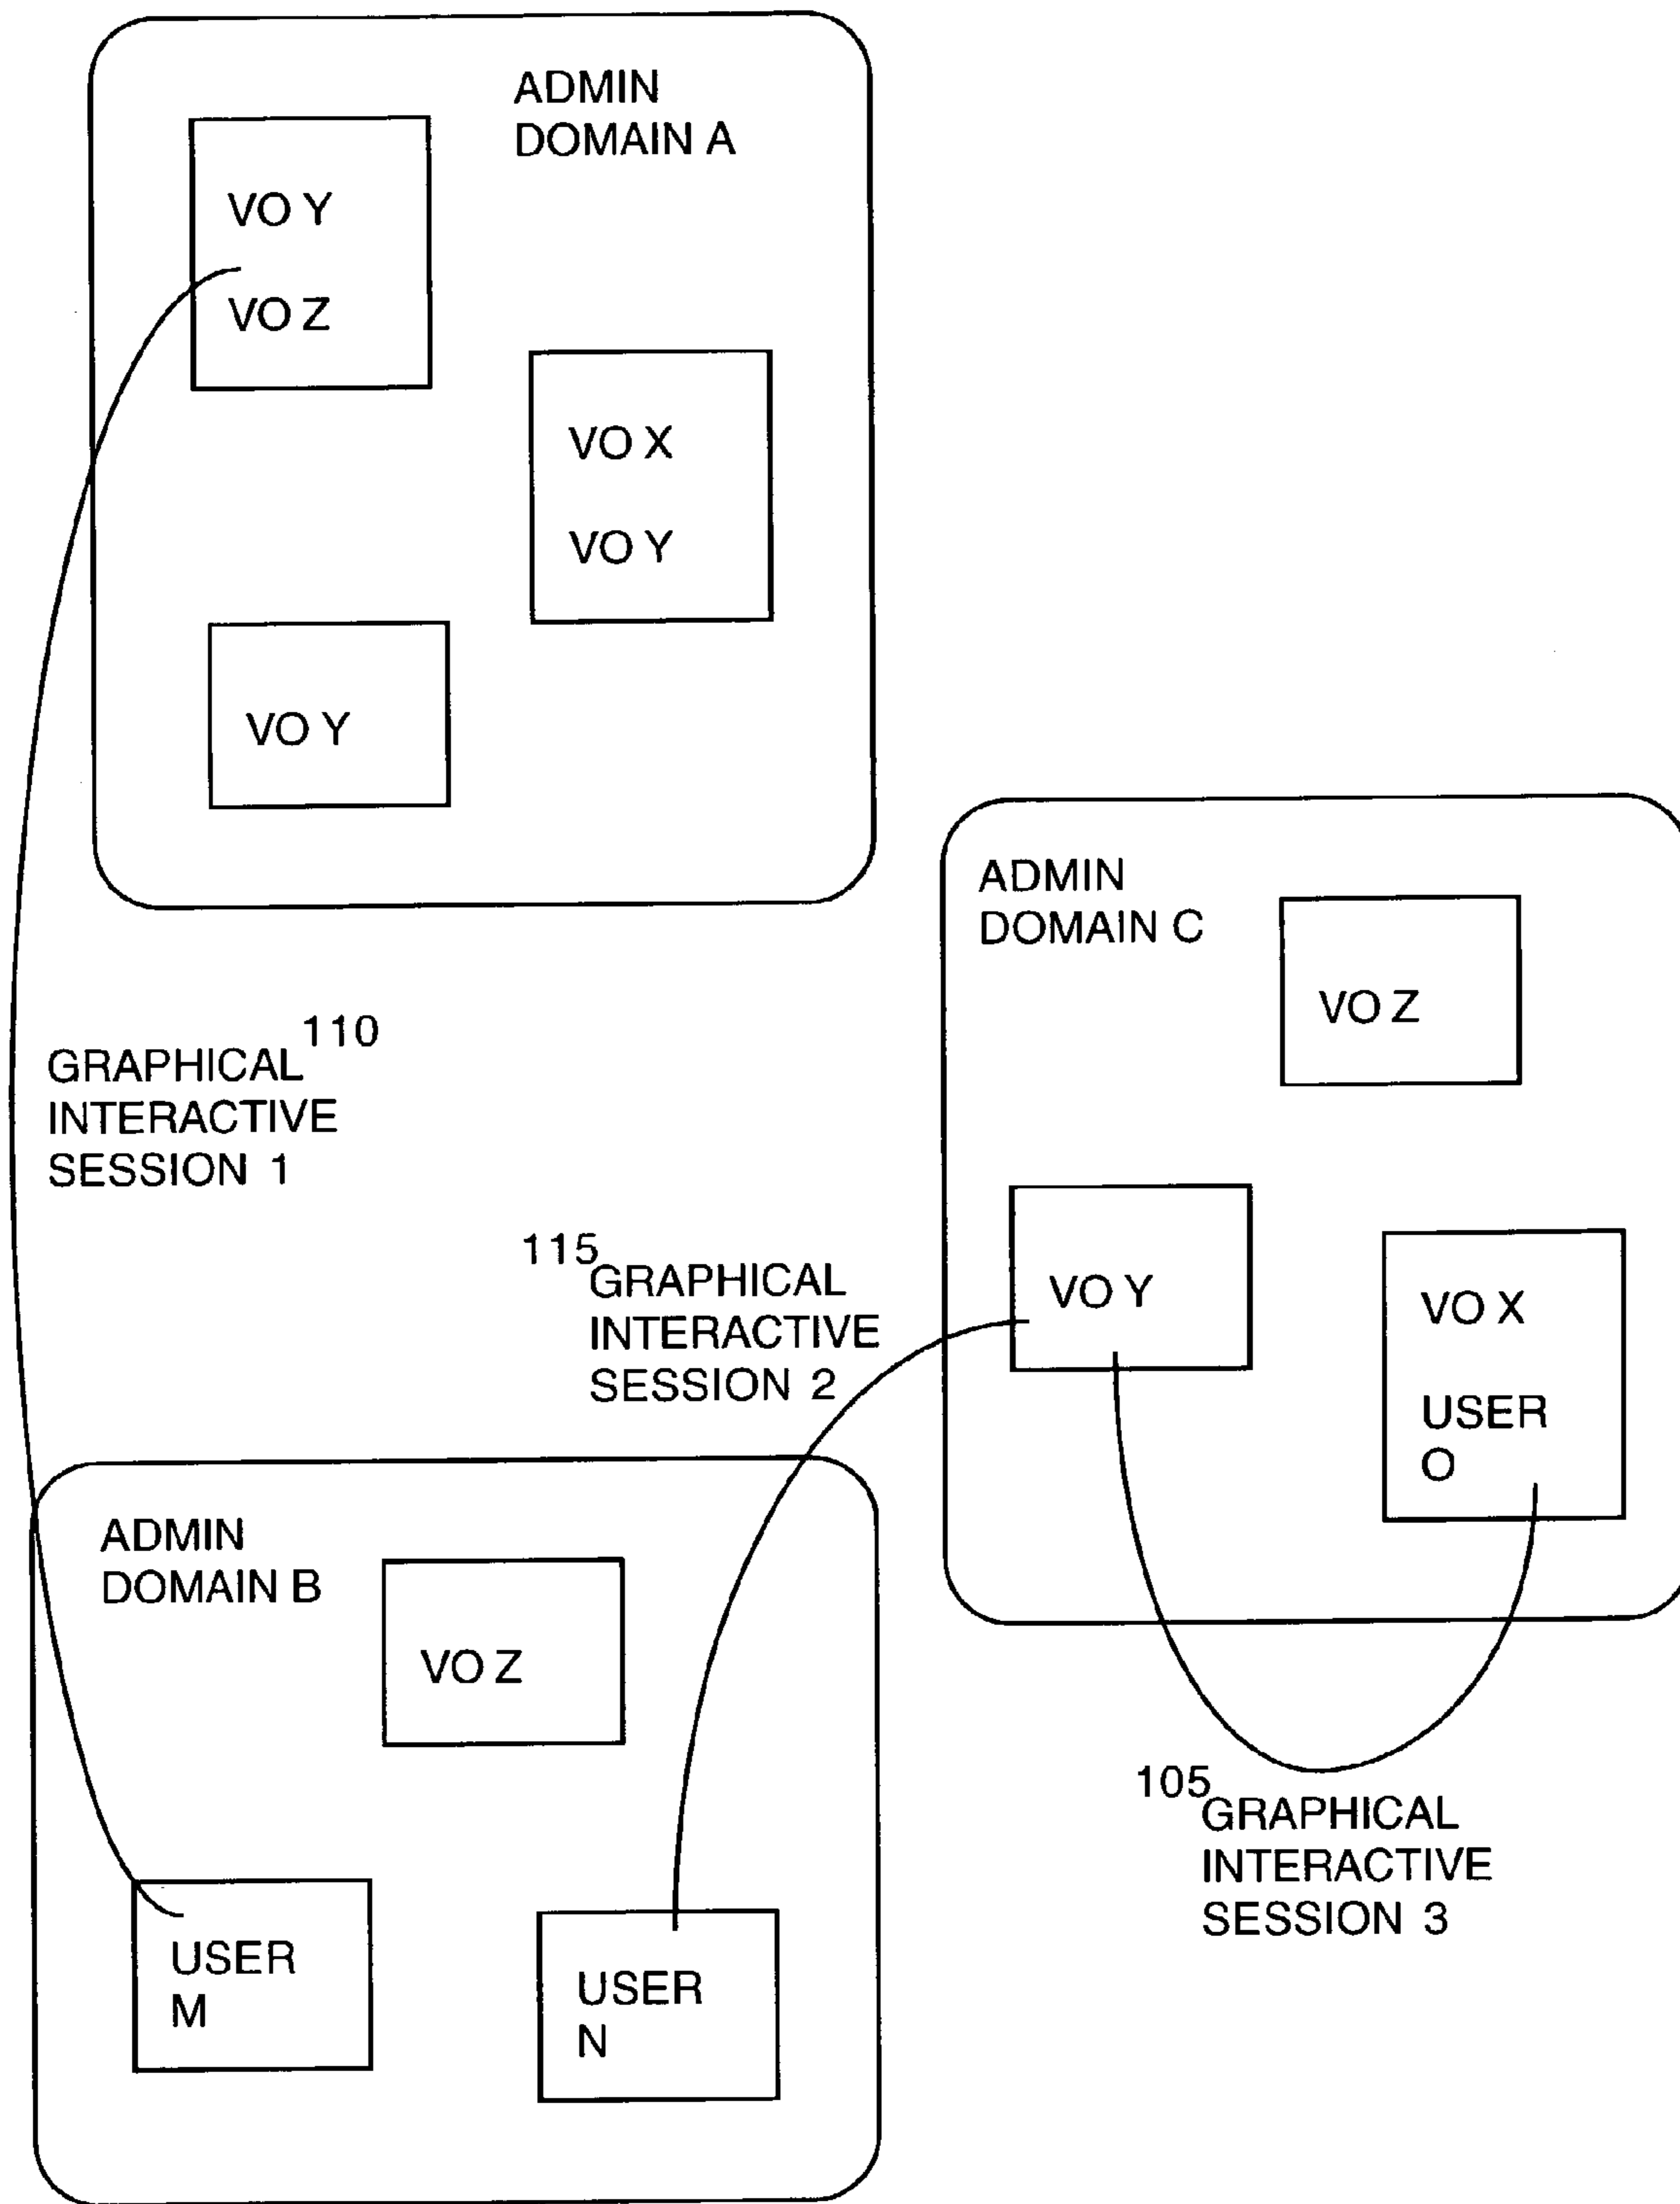 ADMIN
DOMAIN A
VO Y
VO Z
VO X
VO Y
VO Y
ADMIN
DOMAIN C
VO Z
110
GRAPHICAL
INTERACTIVE
SESSION 1
115
GRAPHICAL
INTERACTIVE
SESSION 2
VO Y
VO X
USER
O
ADMIN
DOMAIN B
VO Z
105
GRAPHICAL
INTERACTIVE
SESSION 3
USER
M
USER
N